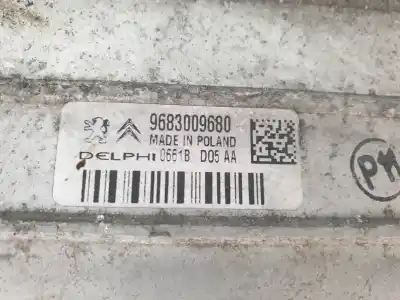 9683009680
MADE IN POLAND
DELPHI 0661B D05 AA